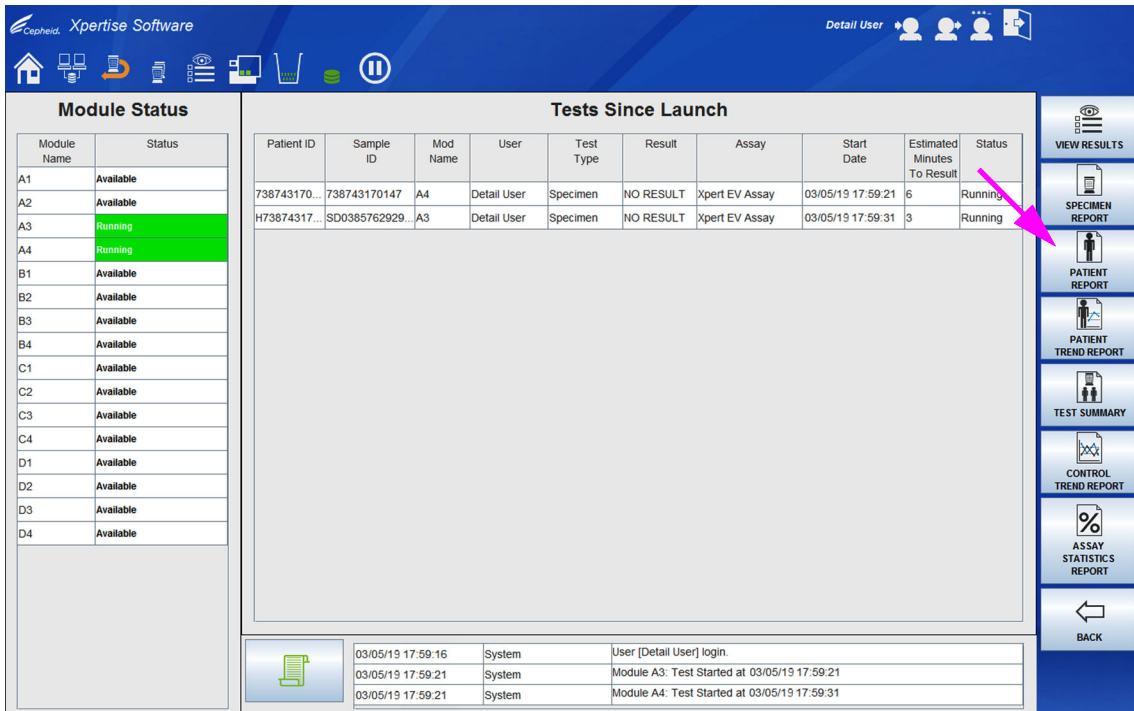 Cepheid. Xpertise Software
Detail User
Module Status
Module Name Status
A1 Available
A2 Available
A3 Running
A4 Running
B1 Available
B2 Available
B3 Available
B4 Available
C1 Available
C2 Available
C3 Available
C4 Available
D1 Available
D2 Available
D3 Available
D4 Available
Tests Since Launch
Patient ID Sample ID Mod Name User Test Type Result Assay Start Date Estimated Minutes To Result Status
738743170... 738743170147 A4 Detail User Specimen NO RESULT Xpert EV Assay 03/05/19 17:59:21 6 Running
H73874317... SD0385762929... A3 Detail User Specimen NO RESULT Xpert EV Assay 03/05/19 17:59:31 3 Running
03/05/19 17:59:16 System User [Detail User] login.
03/05/19 17:59:21 System Module A3: Test Started at 03/05/19 17:59:21
03/05/19 17:59:21 System Module A4: Test Started at 03/05/19 17:59:31
VIEW RESULTS
SPECIMEN
REPORT
PATIENT
REPORT
PATIENT
TREND REPORT
TEST SUMMARY
CONTROL
TREND REPORT
%
ASSAY
STATISTICS
REPORT
BACK